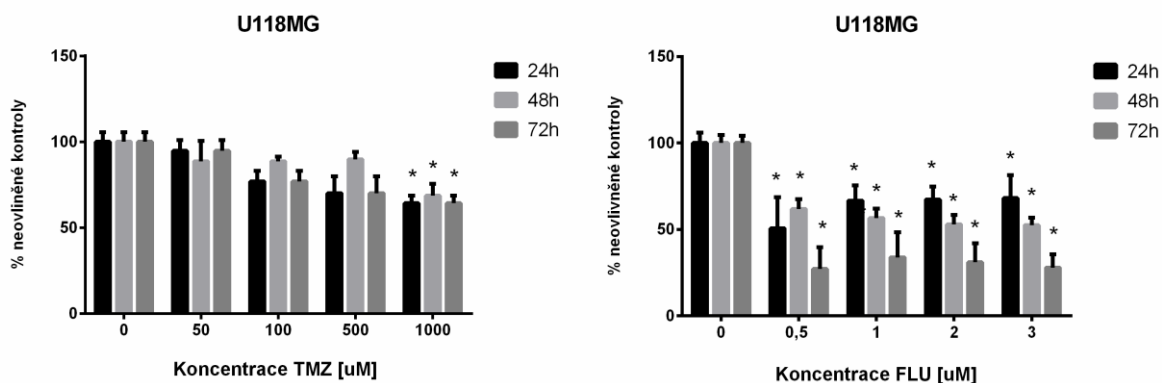 U118MG
150
100
50
0
% neovliněné kontroly
24h
48h
72h
* * *
0 50 100 500 1000
Koncentrace TMZ [uM]
U118MG
150
100
50
0
% neovlivněné kontroly
24h
48h
72h
* * * * * * * * * * * *
0 0,5 1 2 3
Koncentrace FLU [uM]